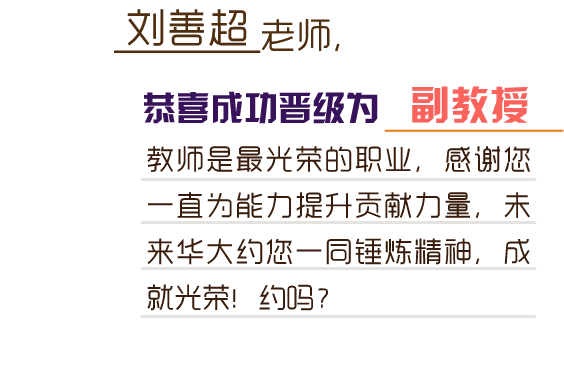 刘善超 老师,
恭喜成功晋级为 副教授
教师是最光荣的职业, 感谢您
一直为能力提升贡献力量, 未
来华大约您一同锤炼精神, 成
就光荣! 约吗?